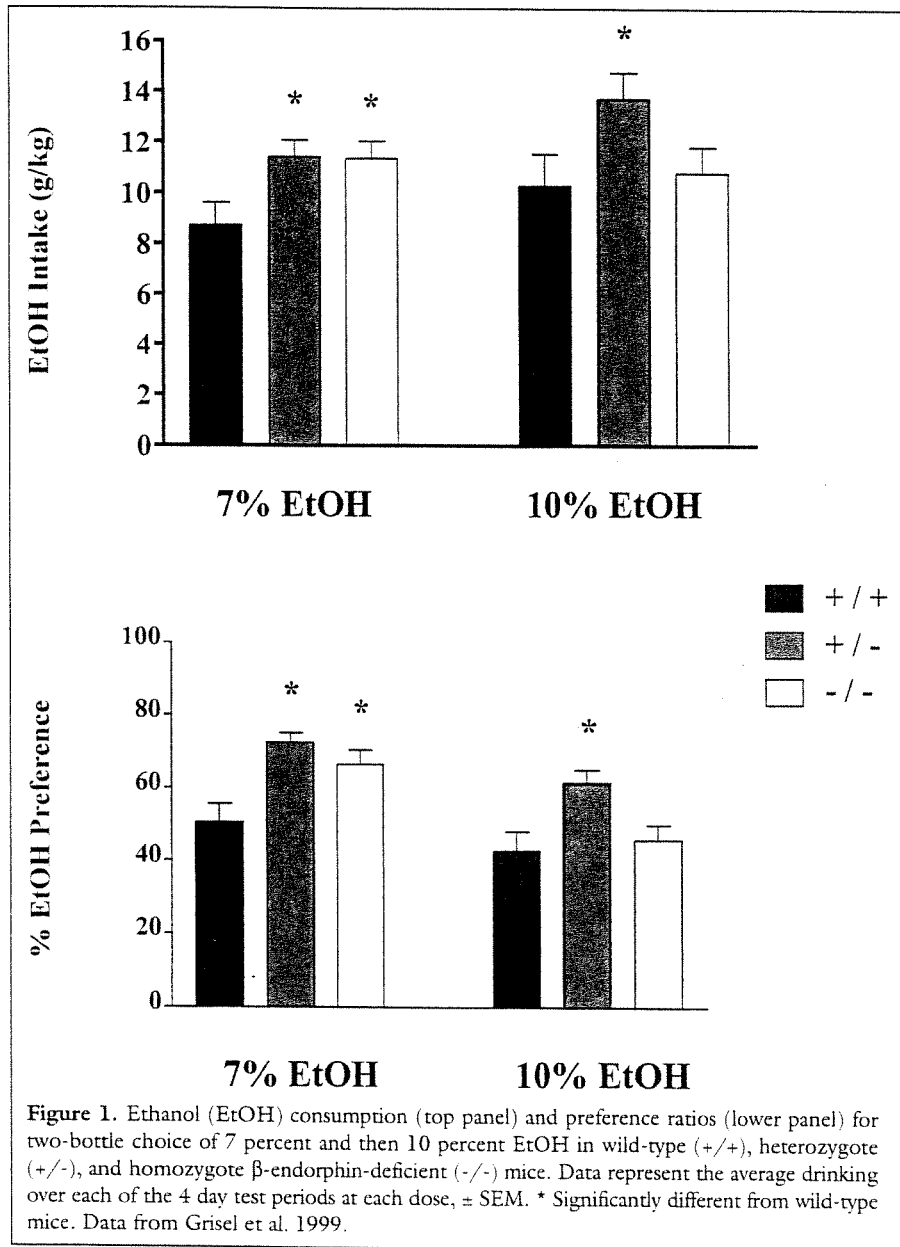 16
*
14
* *
12
10
8
6
4
2
0
EtOH Intake (g/kg)
7% EtOH 10% EtOH
+ / +
+ / -
- / -
100
*
80
*
*
60
40
20
0
% EtOH Preference
7% EtOH 10% EtOH
Figure 1. Ethanol (EtOH) consumption (top panel) and preference ratios (lower panel) for
two-bottle choice of 7 percent and then 10 percent EtOH in wild-type (+/+), heterozygote
(+/-), and homozygote β-endorphin-deficient (-/-) mice. Data represent the average drinking
over each of the 4 day test periods at each dose, ± SEM. * Significantly different from wild-type
mice. Data from Grisel et al. 1999.